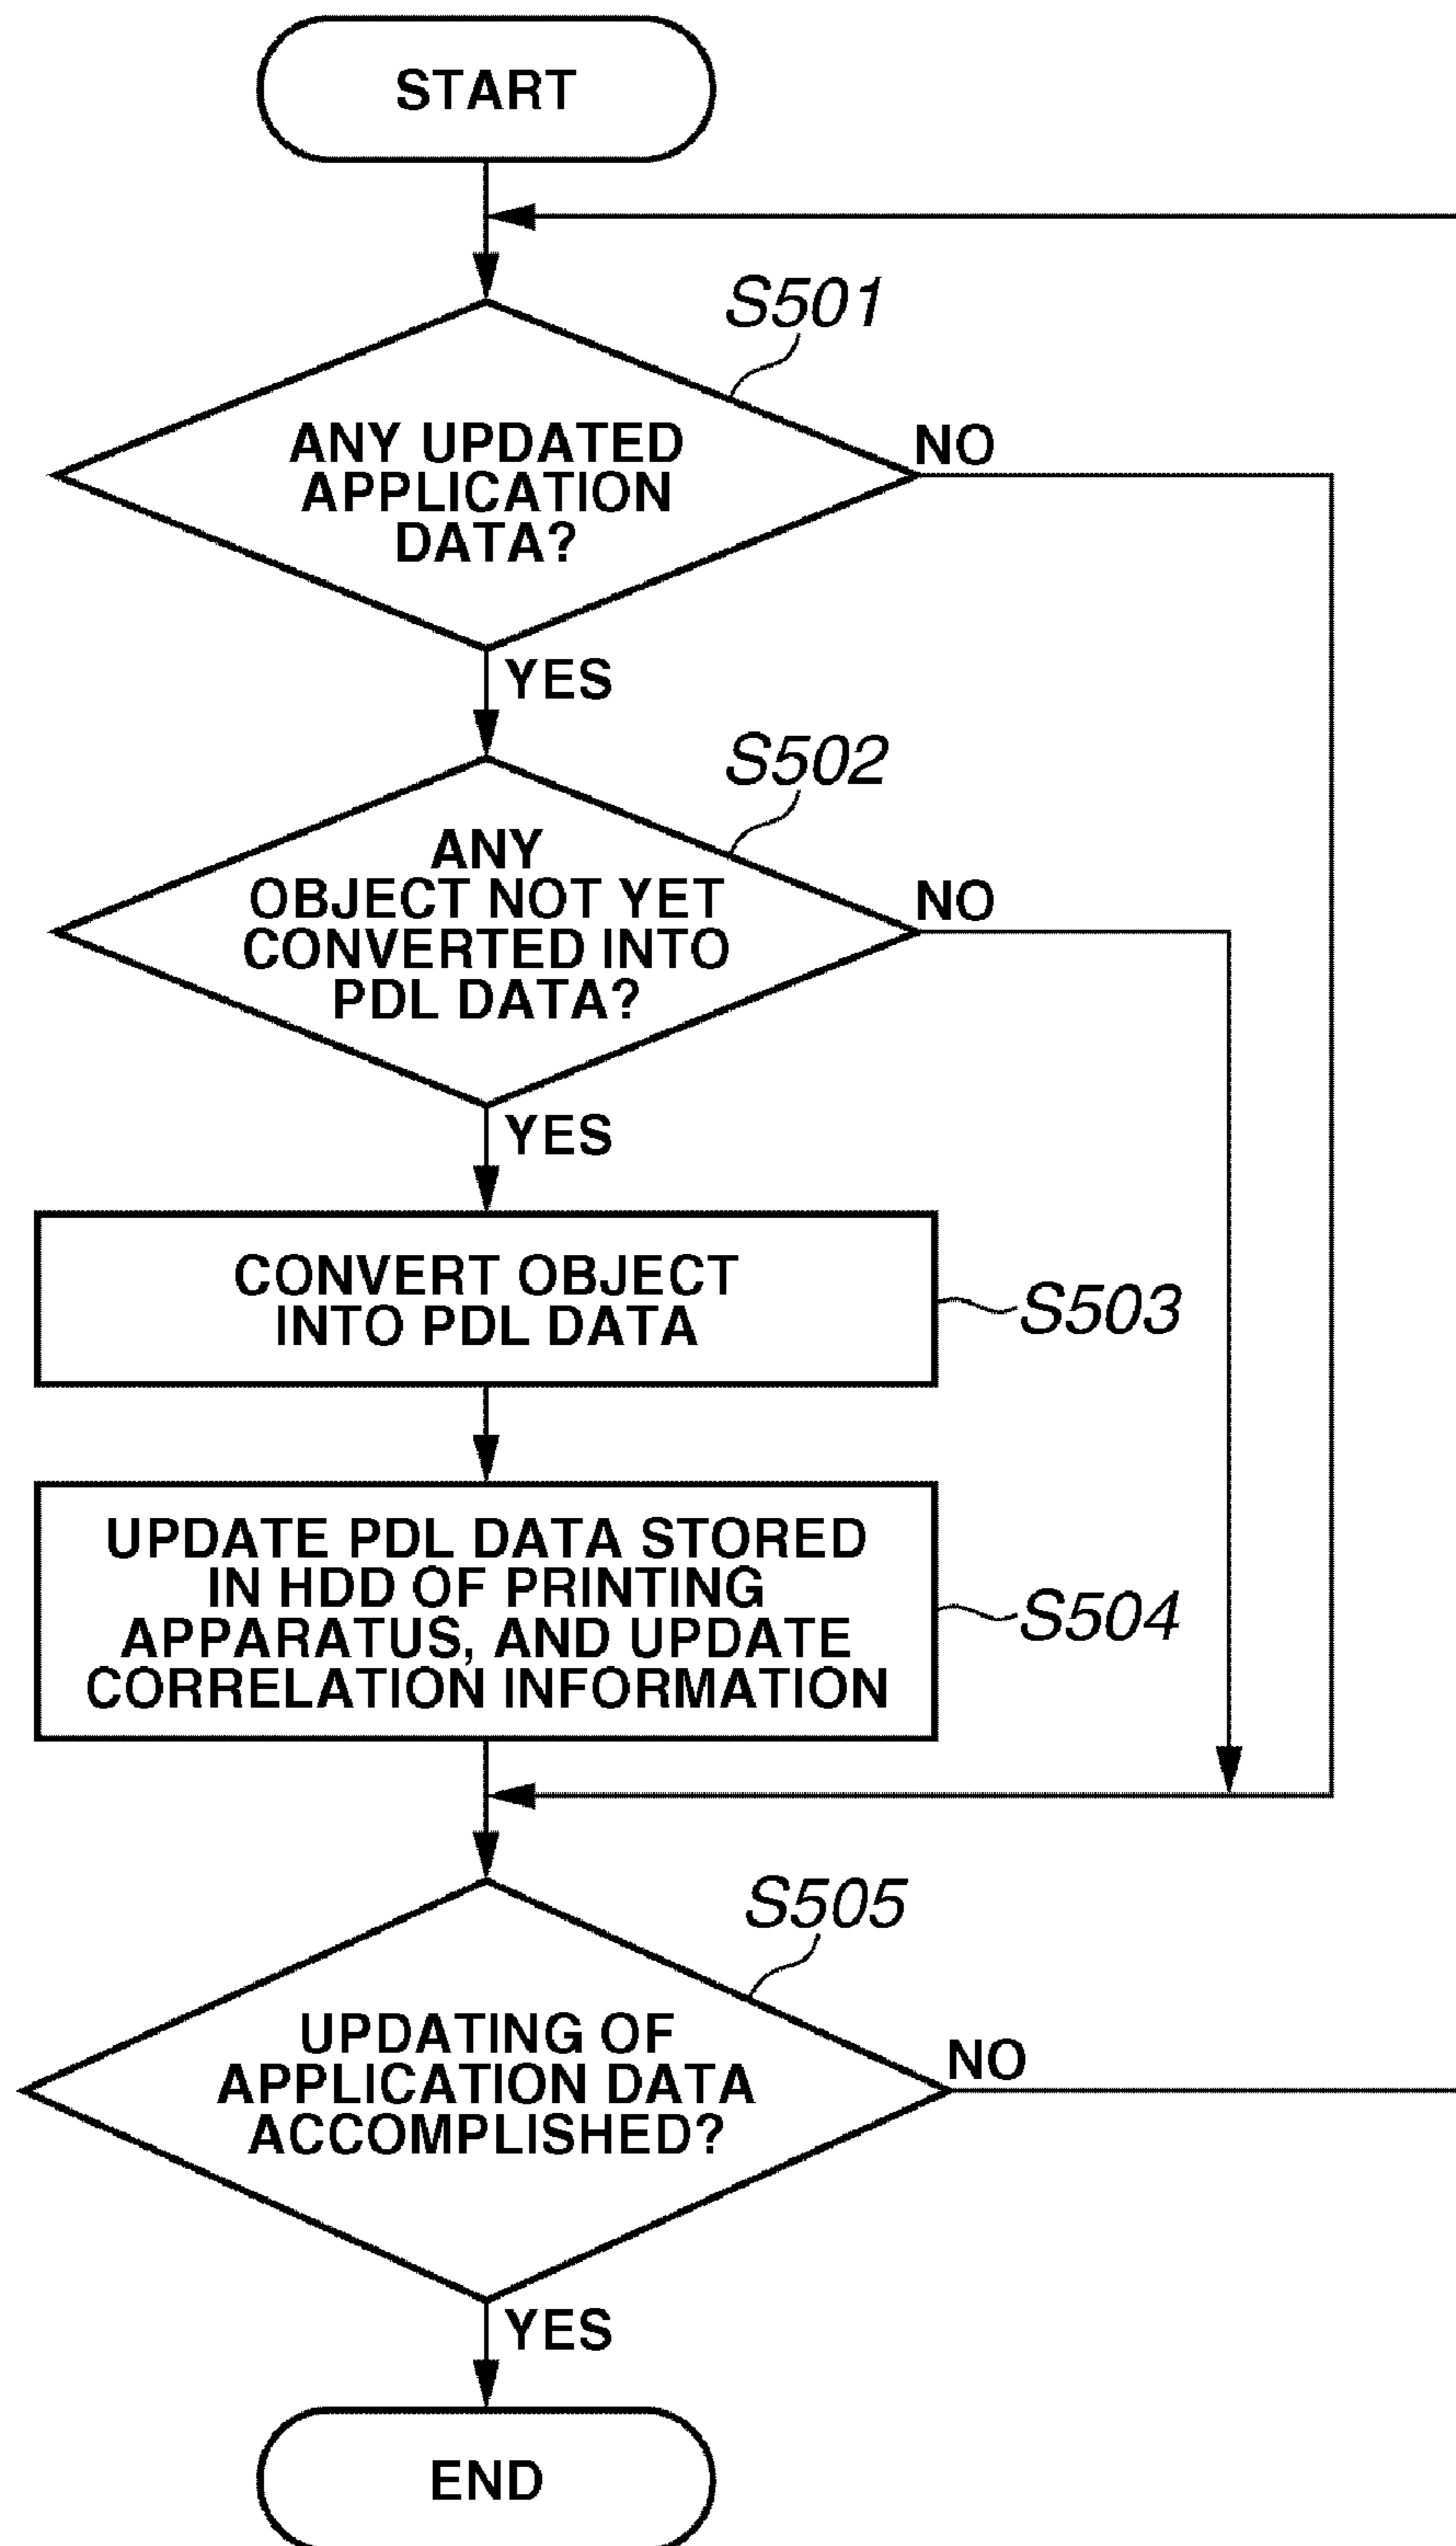 START
S501
ANY UPDATED
APPLICATION
DATA?
NO
YES
S502
ANY
OBJECT NOT YET
CONVERTED INTO
PDL DATA?
NO
YES
CONVERT OBJECT
INTO PDL DATA
S503
UPDATE PDL DATA STORED
IN HDD OF PRINTING
APPARATUS, AND UPDATE
CORRELATION INFORMATION
S504
S505
UPDATING OF
APPLICATION DATA
ACCOMPLISHED?
NO
YES
END